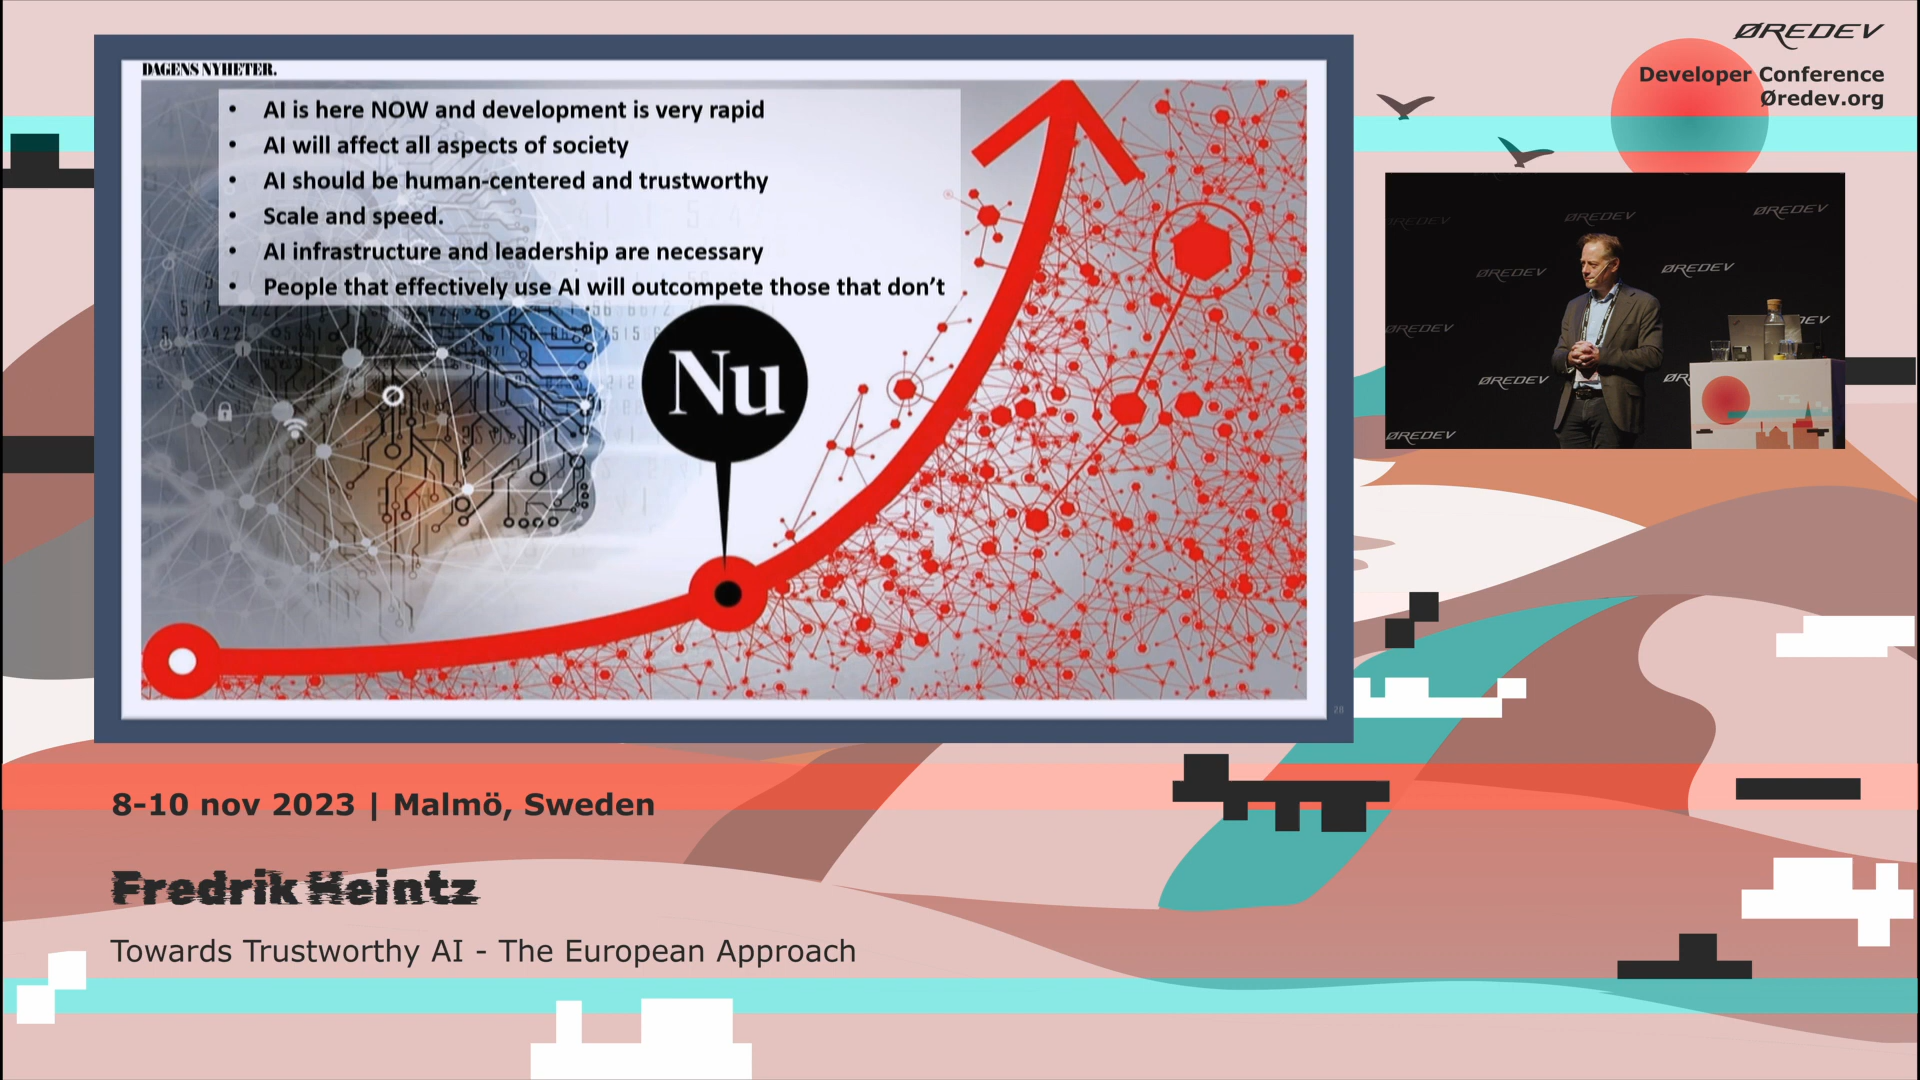 DAGENS NYHETER.
• AI is here NOW and development is very rapid
• AI will affect all aspects of society
• AI should be human-centered and trustworthy
• Scale and speed.
• AI infrastructure and leadership are necessary
• People that effectively use AI will outcompete those that don't
Nu
28
ØREDEV
Developer Conference
Øredev.org
ØREDEV
ØREDEV
ØREDEV
ØREDEV
ØREDEV
ØREDEV
ØREDEV
ØREDEV
8-10 nov 2023 | Malmö, Sweden
Fredrik Heintz
Towards Trustworthy AI - The European Approach